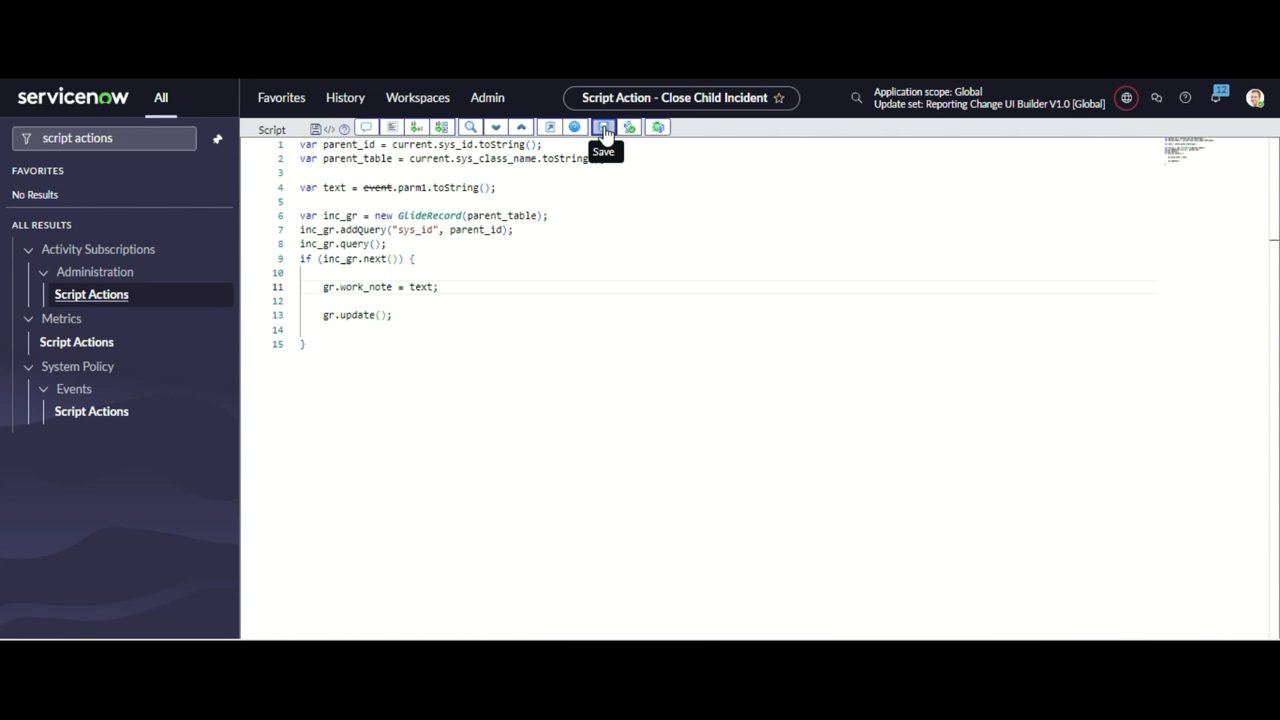 servicenow
All
Favorites
History
Workspaces
Admin
Script Action - Close Child Incident
Application scope: Global
Update set: Reporting Change UI Builder V1.0 [Global]
12
script actions
FAVORITES
No Results
ALL RESULTS
Activity Subscriptions
Administration
Script Actions
Metrics
Script Actions
System Policy
Events
Script Actions
Script
Save
1 var parent_id = current.sys_id.toString();
2 var parent_table = current.sys_class_name.toString
3
4 var text = event.parm1.toString();
5
6 var inc_gr = new GlideRecord(parent_table);
7 inc_gr.addQuery("sys_id", parent_id);
8 inc_gr.query();
9 if (inc_gr.next()) {
10
11 gr.work_note = text;
12
13 gr.update();
14
15 }